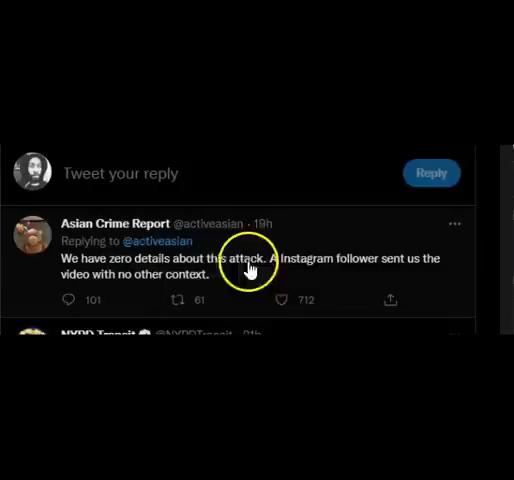 Tweet your reply
Reply
Asian Crime Report @activeasian · 19h
Replying to @activeasian
We have zero details about this attack. A Instagram follower sent us the
video with no other context.
101 61 712
NYPD Transit @NYPDTransit · 21h